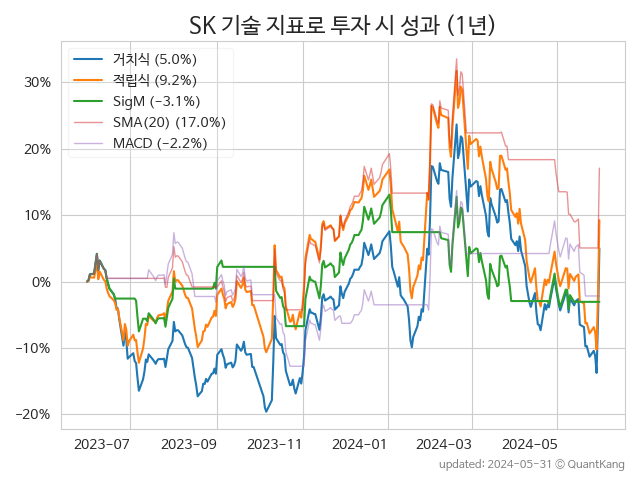 SK 기술 지표로 투자 시 성과 (1년)
거치식 (5.0%)
적립식 (9.2%)
SigM (−3.1%)
SMA(20) (17.0%)
MACD (−2.2%)
30%
20%
10%
0%
−10%
−20%
2023-07 2023-09 2023-11 2024-01 2024-03 2024-05
updated: 2024-05-31 ⓒ QuantKang